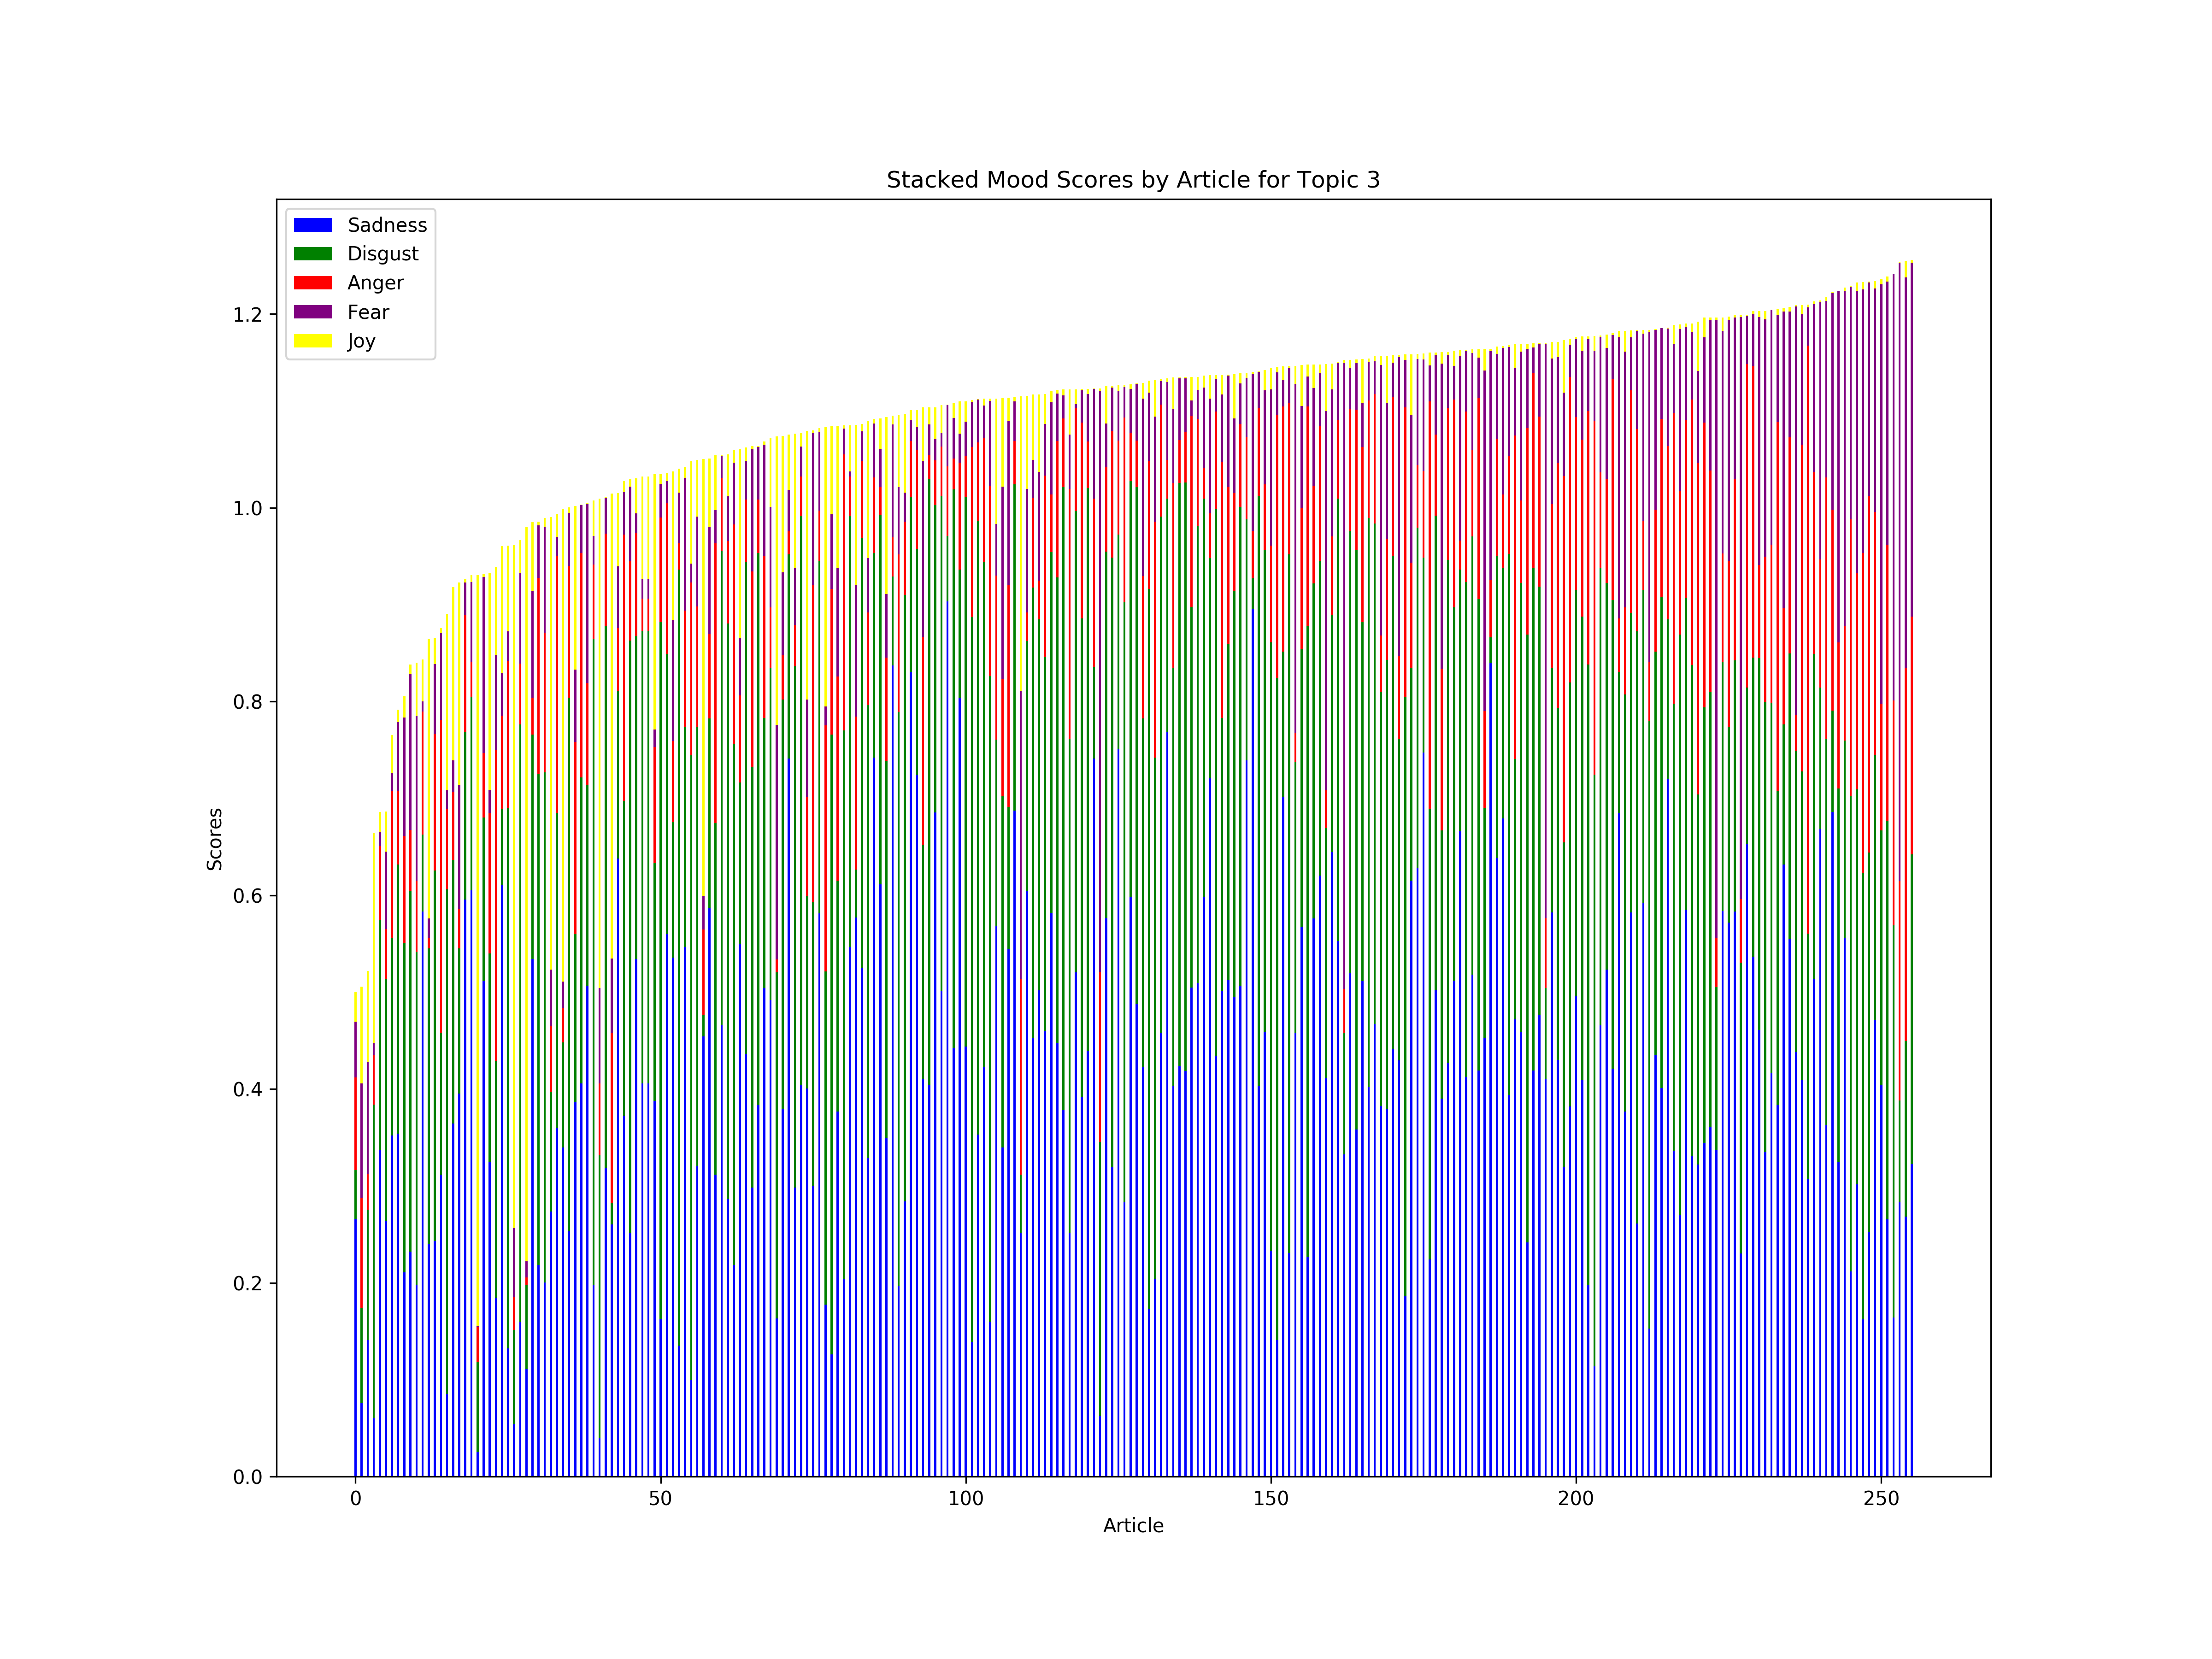 Stacked Mood Scores by Article for Topic 3
Sadness
Disgust
Anger
Fear
Joy
1.2
1.0
0.8
0.6
0.4
0.2
0.0
Scores
0 50 100 150 200 250
Article